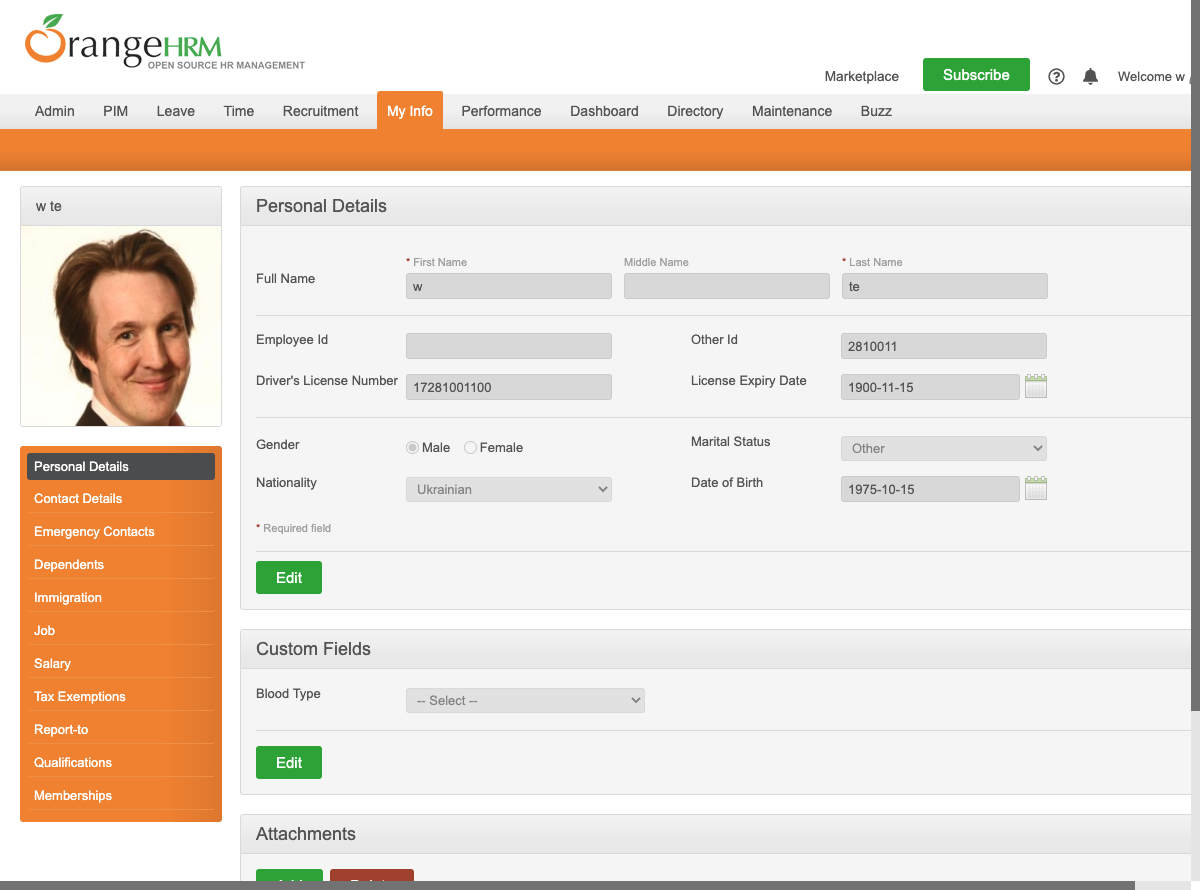 OrangeHRM
OPEN SOURCE HR MANAGEMENT
Marketplace
Subscribe
?
Welcome w
Admin PIM Leave Time Recruitment My Info Performance Dashboard Directory Maintenance Buzz
w te
Personal Details
Contact Details
Emergency Contacts
Dependents
Immigration
Job
Salary
Tax Exemptions
Report-to
Qualifications
Memberships
Personal Details
* First Name Middle Name * Last Name
Full Name
w te
Employee Id Other Id 2810011
Driver's License Number 17281001100 License Expiry Date 1900-11-15
Gender Male Female Marital Status Other
Nationality Ukrainian Date of Birth 1975-10-15
* Required field
Edit
Custom Fields
Blood Type -- Select --
Edit
Attachments